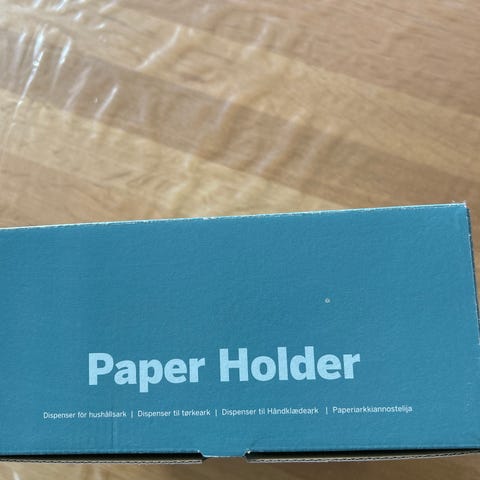 Paper Holder
Dispenser för hushållsark | Dispenser til tørkeark | Dispenser til Håndklædeark | Paperiarkkiannostelija